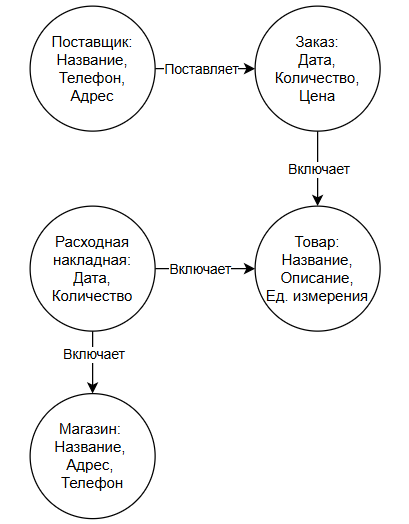 Поставщик:
Название,
Телефон,
Адрес
Поставляет
Заказ:
Дата,
Количество,
Цена
Включает
Расходная
накладная:
Дата,
Количество
Включает
Товар:
Название,
Описание,
Ед. измерения
Включает
Магазин:
Название,
Адрес,
Телефон